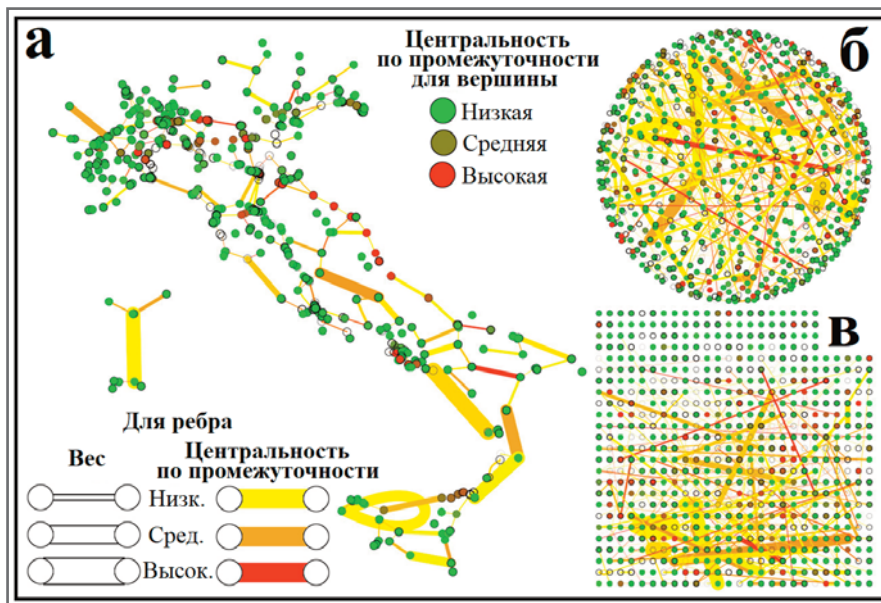 а
Центральность
по промежуточности
для вершины
Низкая
Средняя
Высокая
б
в
Для ребра
Вес
Центральность
по промежуточности
Низк.
Сред.
Высок.